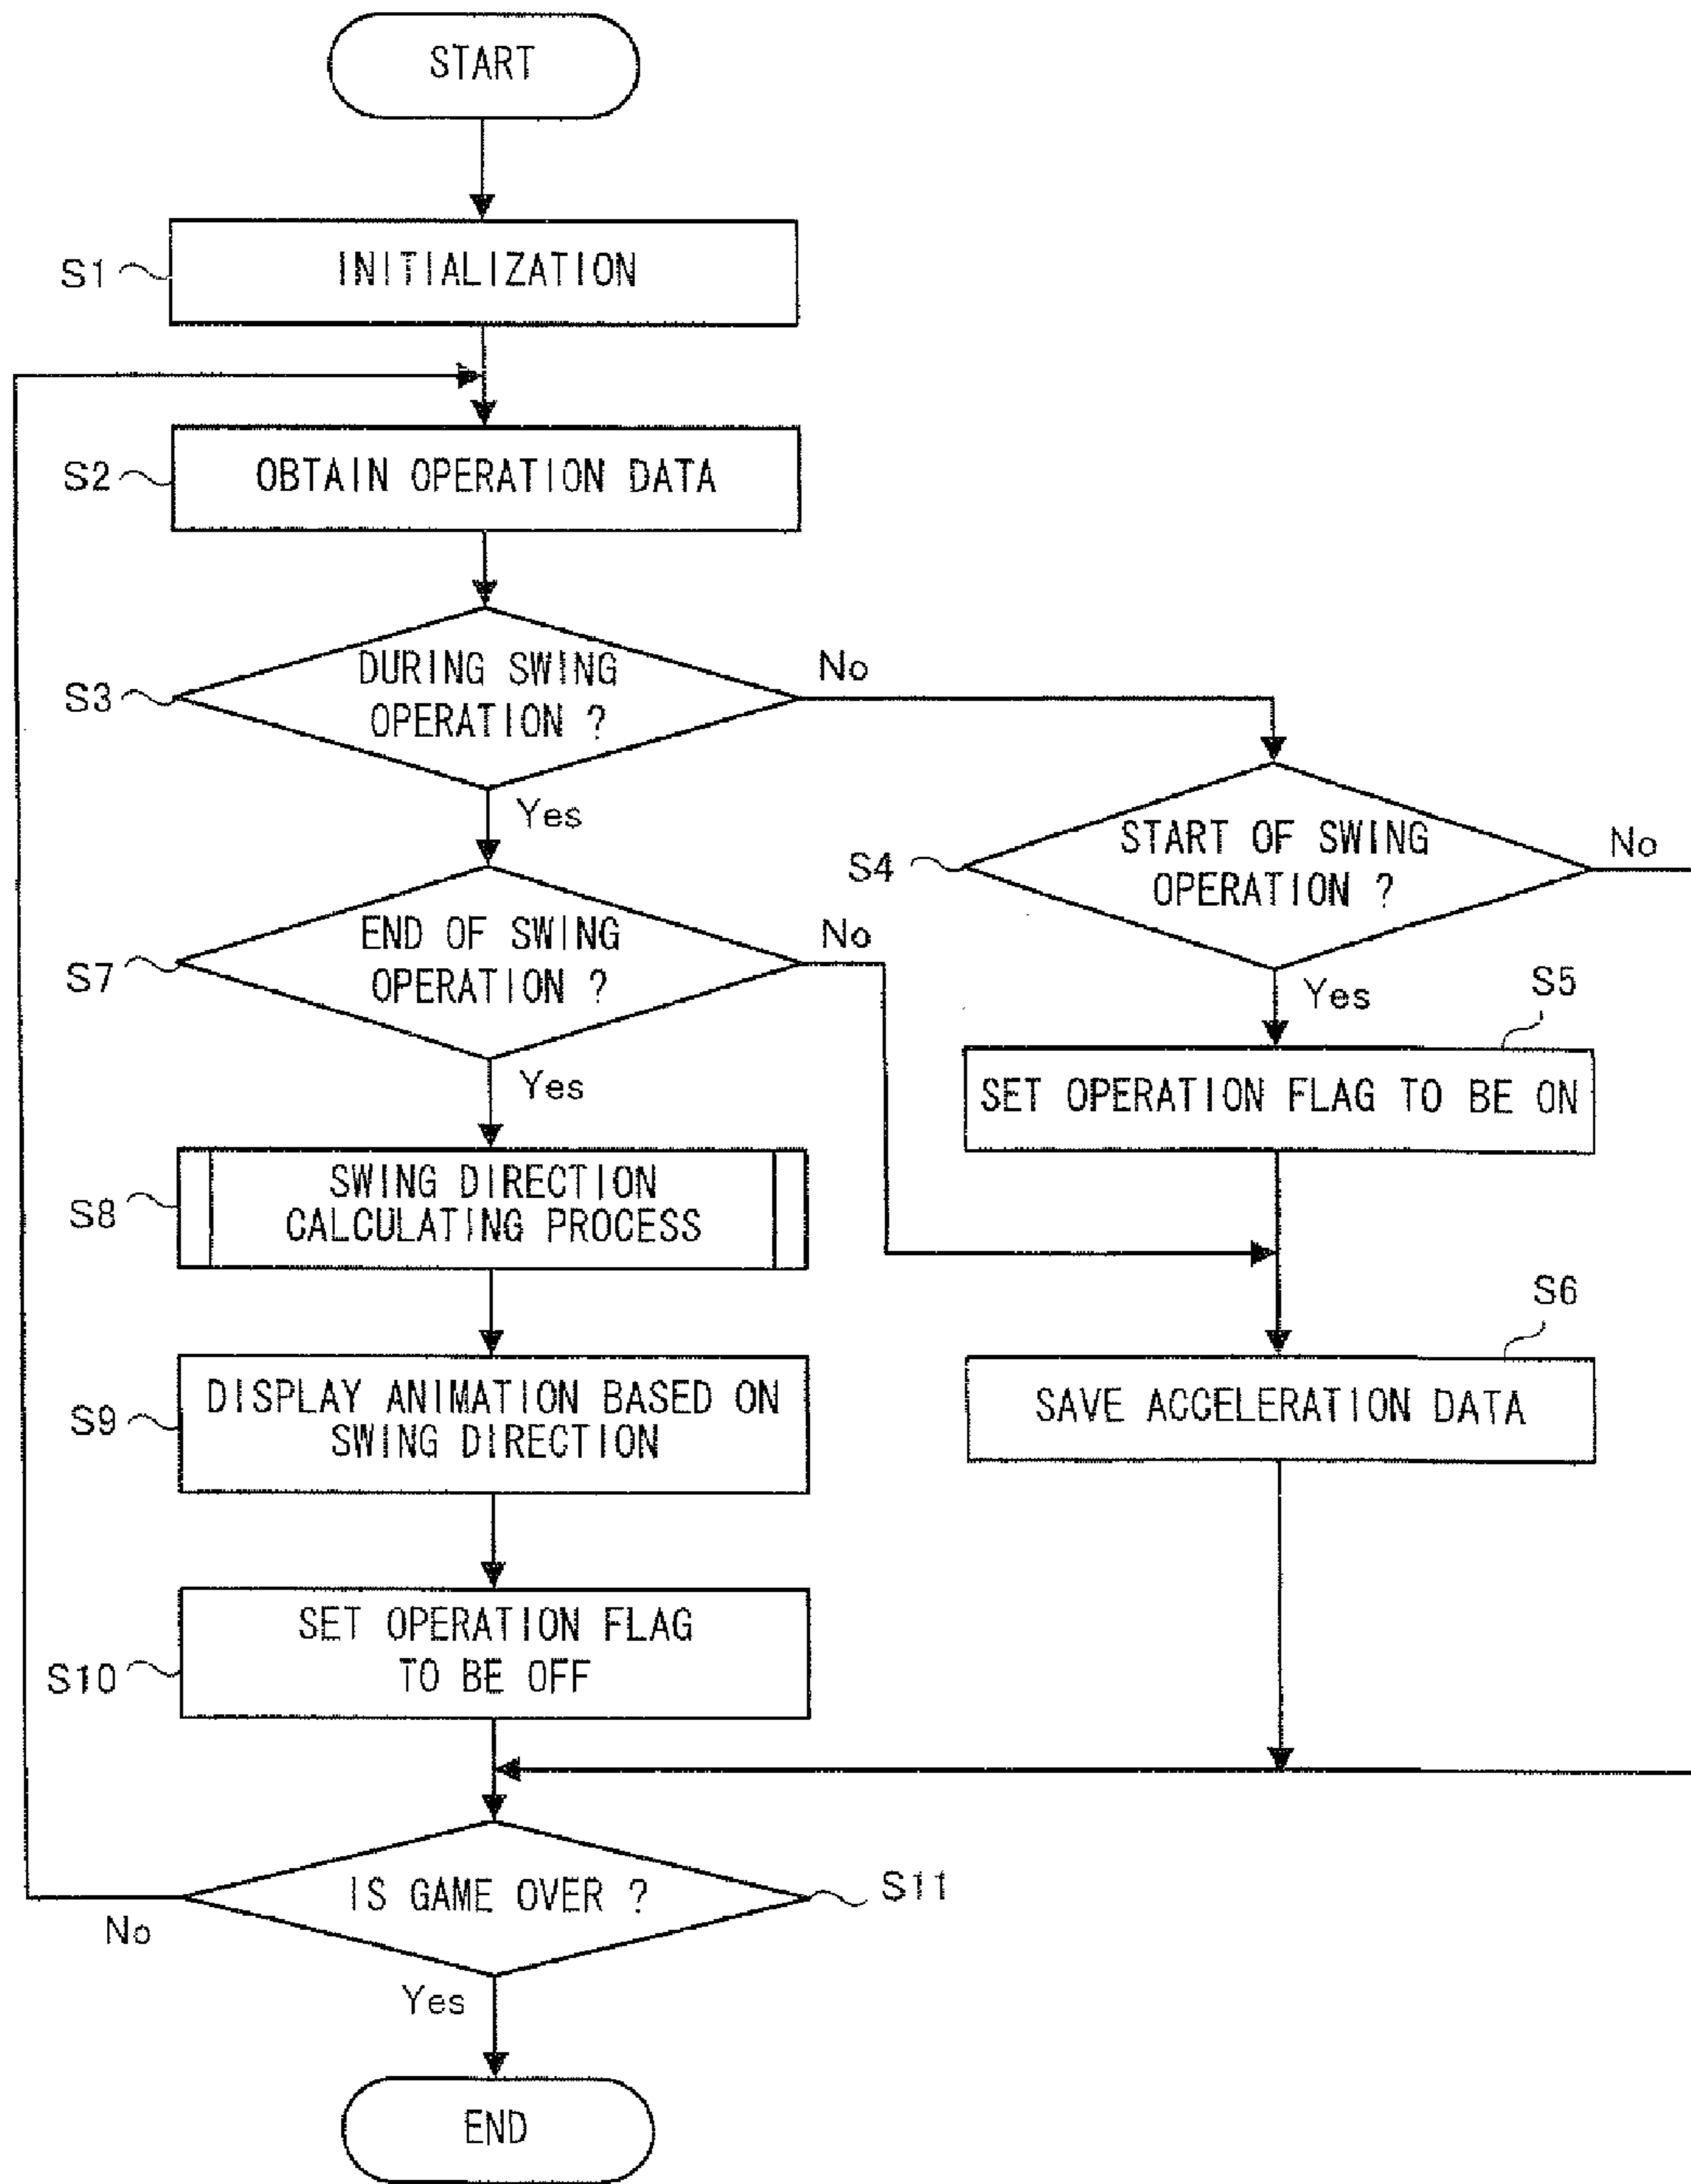 START
S1
INITIALIZATION
S2
OBTAIN OPERATION DATA
S3
DURING SWING
OPERATION ?
No
Yes
S4
START OF SWING
OPERATION ?
No
Yes
S5
SET OPERATION FLAG TO BE ON
S6
SAVE ACCELERATION DATA
S7
END OF SWING
OPERATION ?
No
Yes
S8
SWING DIRECTION
CALCULATING PROCESS
S9
DISPLAY ANIMATION BASED ON
SWING DIRECTION
S10
SET OPERATION FLAG
TO BE OFF
S11
IS GAME OVER ?
No
Yes
END